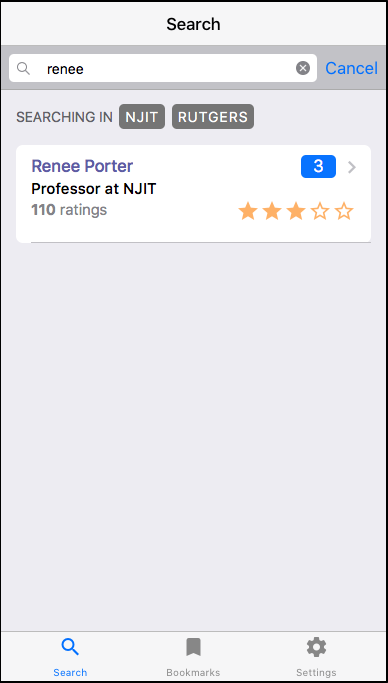 Search
renee
Cancel
SEARCHING IN NJIT RUTGERS
Renee Porter 3
Professor at NJIT
110 ratings
Search Bookmarks Settings